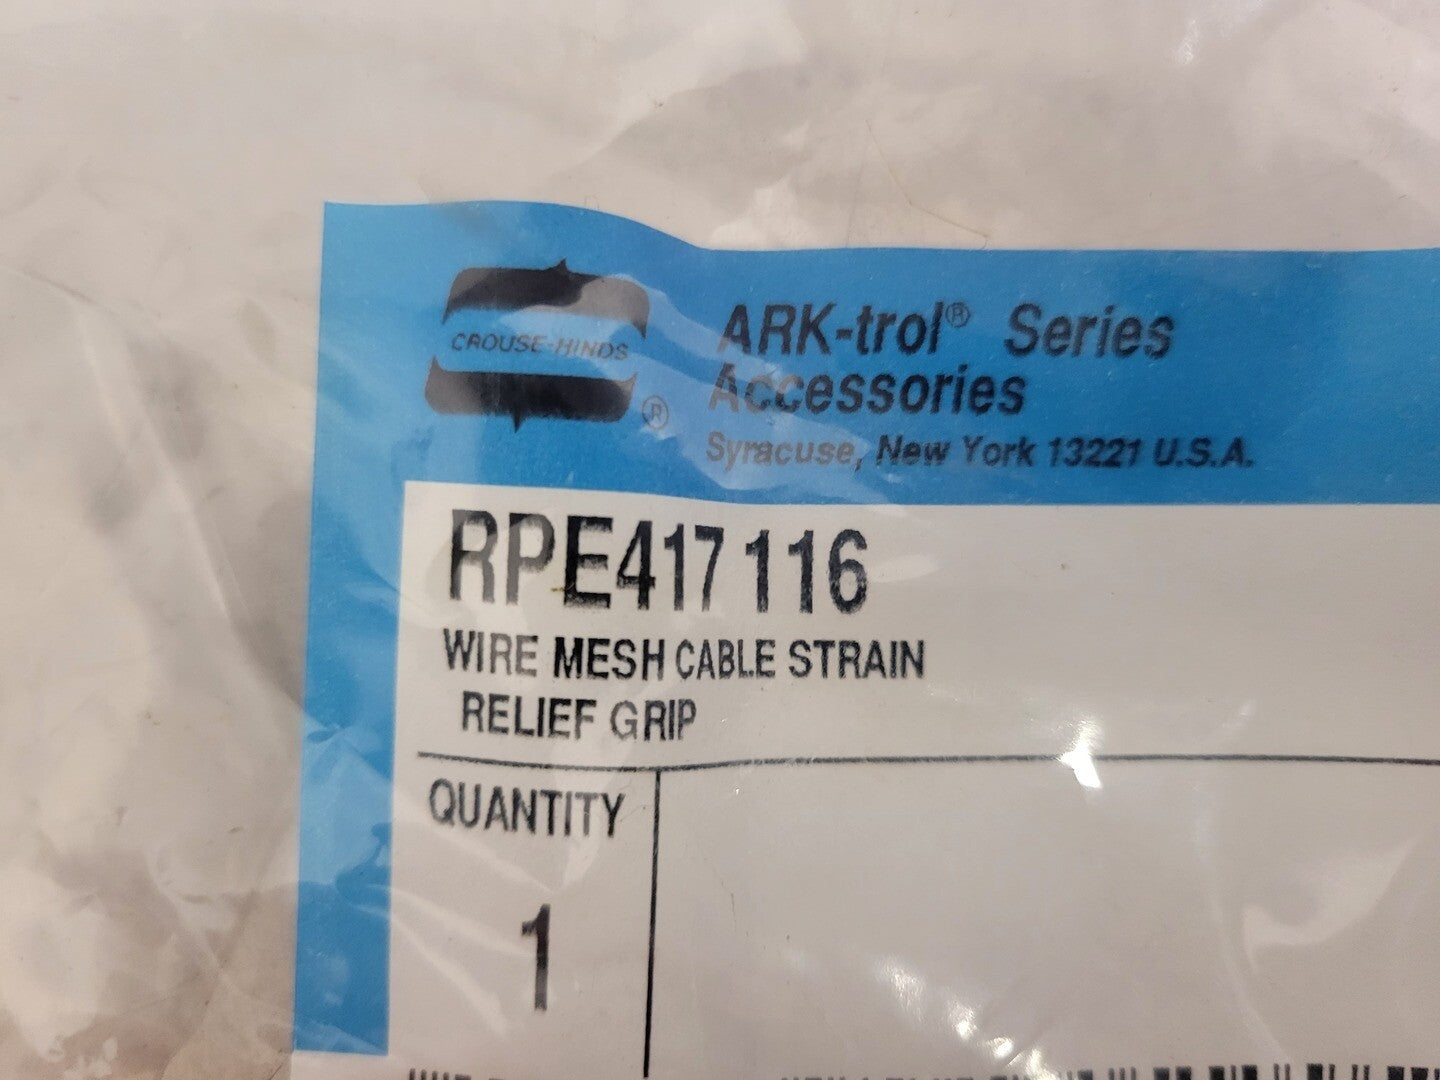 CROUSE-HINDS ®
ARK-trol® Series
Accessories
Syracuse, New York 13221 U.S.A.
RPE417 116
WIRE MESH CABLE STRAIN
RELIEF GRIP
QUANTITY
1